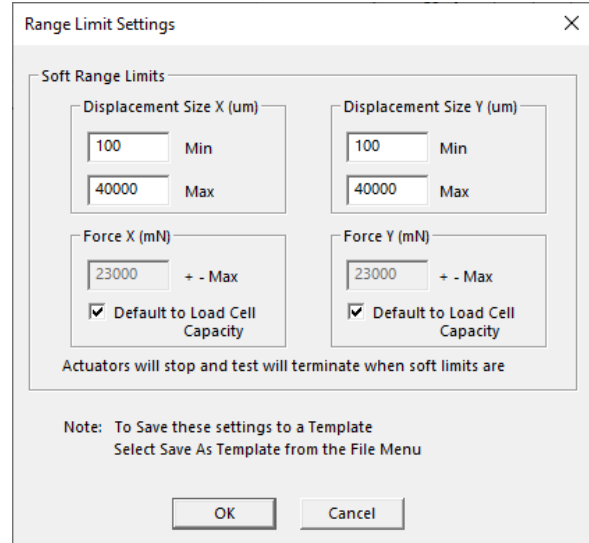 Range Limit Settings
Soft Range Limits
Displacement Size X (um)
100 Min
40000 Max
Displacement Size Y (um)
100 Min
40000 Max
Force X (mN)
23000 + - Max
Default to Load Cell
Capacity
Force Y (mN)
23000 + - Max
Default to Load Cell
Capacity
Actuators will stop and test will terminate when soft limits are
Note: To Save these settings to a Template
Select Save As Template from the File Menu
OK Cancel